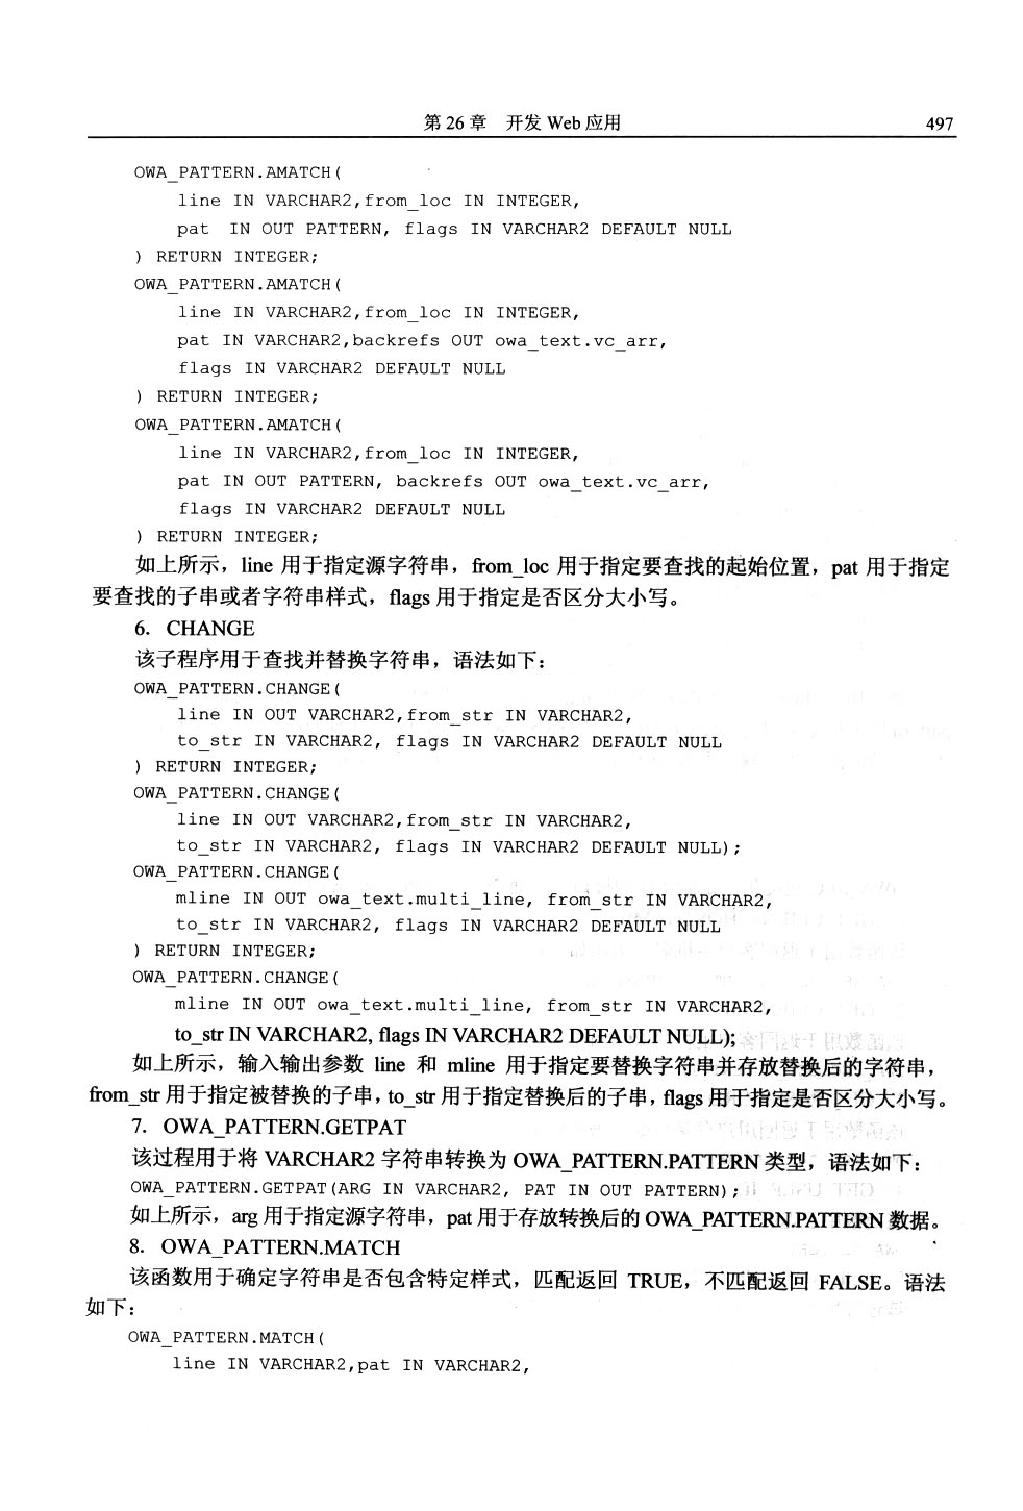 第 26 章　开发 Web 应用 497
OWA_PATTERN.AMATCH(
line IN VARCHAR2,from_loc IN INTEGER,
pat IN OUT PATTERN, flags IN VARCHAR2 DEFAULT NULL
) RETURN INTEGER;
OWA_PATTERN.AMATCH(
line IN VARCHAR2,from_loc IN INTEGER,
pat IN VARCHAR2,backrefs OUT owa_text.vc_arr,
flags IN VARCHAR2 DEFAULT NULL
) RETURN INTEGER;
OWA_PATTERN.AMATCH(
line IN VARCHAR2,from_loc IN INTEGER,
pat IN OUT PATTERN, backrefs OUT owa_text.vc_arr,
flags IN VARCHAR2 DEFAULT NULL
) RETURN INTEGER;
如上所示，line 用于指定源字符串，from_loc 用于指定要查找的起始位置，pat 用于指定
要查找的子串或者字符串样式，flags 用于指定是否区分大小写。
6. CHANGE
该子程序用于查找并替换字符串，语法如下：
OWA_PATTERN.CHANGE(
line IN OUT VARCHAR2,from_str IN VARCHAR2,
to_str IN VARCHAR2, flags IN VARCHAR2 DEFAULT NULL
) RETURN INTEGER;
OWA_PATTERN.CHANGE(
line IN OUT VARCHAR2,from_str IN VARCHAR2,
to_str IN VARCHAR2, flags IN VARCHAR2 DEFAULT NULL);
OWA_PATTERN.CHANGE(
mline IN OUT owa_text.multi_line, from_str IN VARCHAR2,
to_str IN VARCHAR2, flags IN VARCHAR2 DEFAULT NULL
) RETURN INTEGER;
OWA_PATTERN.CHANGE(
mline IN OUT owa_text.multi_line, from_str IN VARCHAR2,
to_str IN VARCHAR2, flags IN VARCHAR2 DEFAULT NULL);
如上所示，输入输出参数 line 和 mline 用于指定要替换字符串并存放替换后的字符串，
from_str 用于指定被替换的子串，to_str 用于指定替换后的子串，flags 用于指定是否区分大小写。
7. OWA_PATTERN.GETPAT
该过程用于将 VARCHAR2 字符串转换为 OWA_PATTERN.PATTERN 类型，语法如下：
OWA_PATTERN.GETPAT(ARG IN VARCHAR2, PAT IN OUT PATTERN);
如上所示，arg 用于指定源字符串，pat 用于存放转换后的 OWA_PATTERN.PATTERN 数据。
8. OWA_PATTERN.MATCH
该函数用于确定字符串是否包含特定样式，匹配返回 TRUE，不匹配返回 FALSE。语法
如下：
OWA_PATTERN.MATCH(
line IN VARCHAR2,pat IN VARCHAR2,